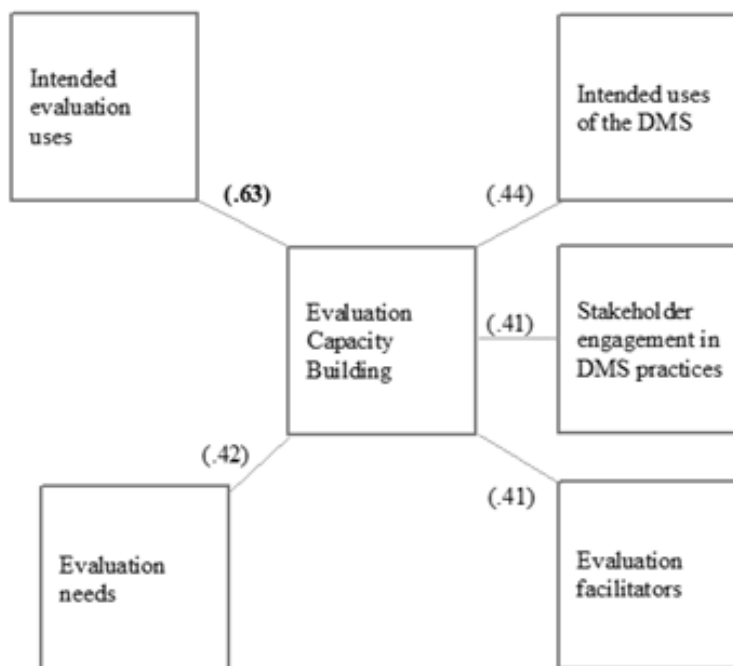 Intended
evaluation
uses
Intended uses
of the DMS
(.63)
(.44)
Evaluation
Capacity
Building
(.41)
Stakeholder
engagement in
DMS practices
(.42)
(.41)
Evaluation
needs
Evaluation
facilitators